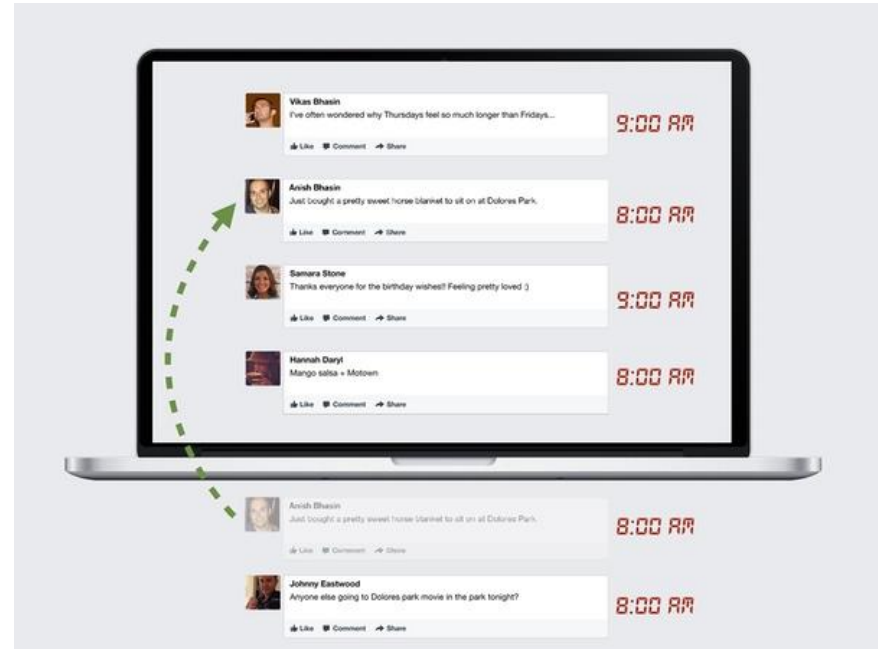 Vikas Bhasin
I've often wondered why Thursdays feel so much longer than Fridays...
9:00 AM
Like Comment Share
Anish Bhasin
Just bought a pretty sweet horse blanket to sit on at Dolores Park.
8:00 AM
Like Comment Share
Samara Stone
Thanks everyone for the birthday wishes!! Feeling pretty loved :)
9:00 AM
Like Comment Share
Hannah Daryl
Mango salsa + Motown
8:00 AM
Like Comment Share
Anish Bhasin
Just bought a pretty sweet horse blanket to sit on at Dolores Park.
8:00 AM
Like Comment Share
Johnny Eastwood
Anyone else going to Dolores park movie in the park tonight?
8:00 AM
Like Comment Share